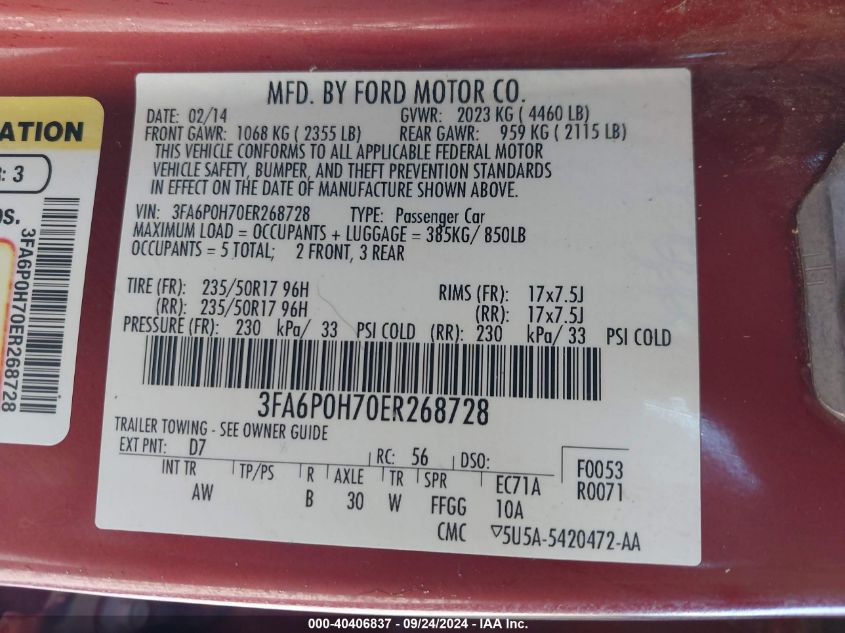 MFD. BY FORD MOTOR CO.
DATE: 02/14 GVWR: 2023 KG ( 4460 LB)
FRONT GAWR: 1068 KG ( 2355 LB) REAR GAWR: 959 KG ( 2115 LB)
THIS VEHICLE CONFORMS TO ALL APPLICABLE FEDERAL MOTOR
VEHICLE SAFETY, BUMPER, AND THEFT PREVENTION STANDARDS
IN EFFECT ON THE DATE OF MANUFACTURE SHOWN ABOVE.
VIN: 3FA6P0H70ER268728 TYPE: Passenger Car
MAXIMUM LOAD = OCCUPANTS + LUGGAGE = 385KG/ 850LB
OCCUPANTS = 5 TOTAL; 2 FRONT, 3 REAR
TIRE (FR): 235/50R17 96H RIMS (FR): 17x7.5J
(RR): 235/50R17 96H (RR): 17x7.5J
PRESSURE (FR): 230 kPa/ 33 PSI COLD (RR): 230 kPa/ 33 PSI COLD
3FA6P0H70ER268728
TRAILER TOWING - SEE OWNER GUIDE
EXT PNT: D7 RC: 56 DSO: F0053
INT TR TP/PS R AXLE TR SPR EC71A R0071
AW B 30 W FFGG 10A
CMC ▽5U5A-5420472-AA
ATION
: 3
3FA6P0H70ER268728
000-40406837 - 09/24/2024 - IAA Inc.